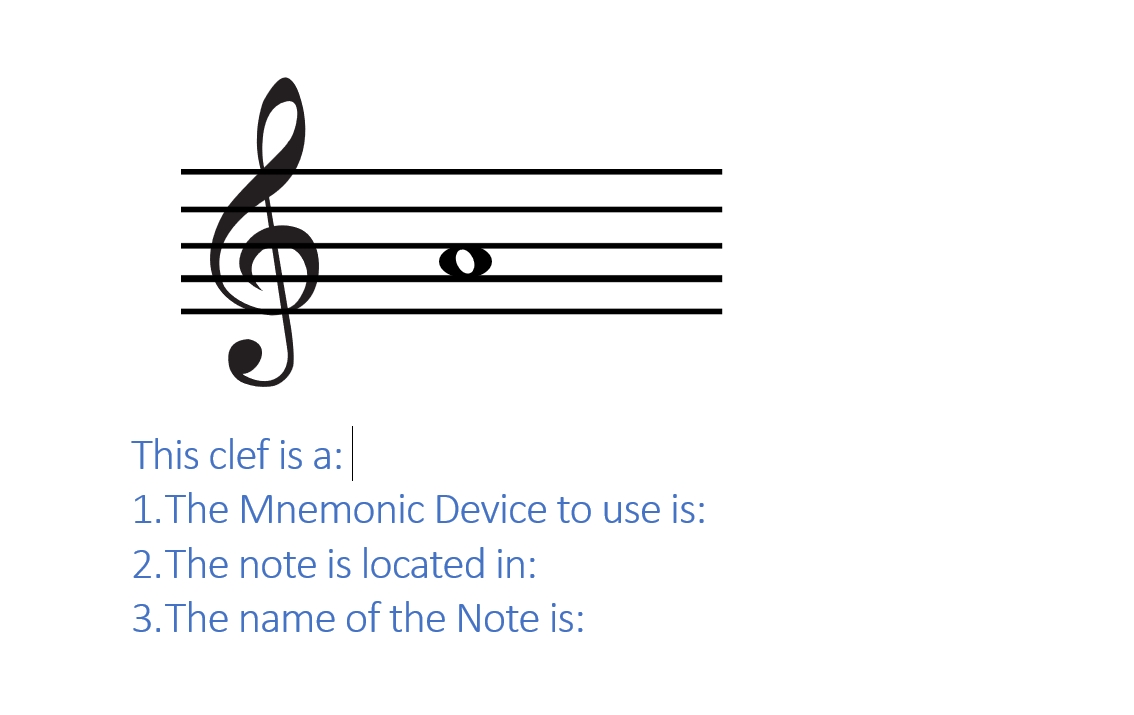 This clef is a:
1.The Mnemonic Device to use is:
2.The note is located in:
3.The name of the Note is: